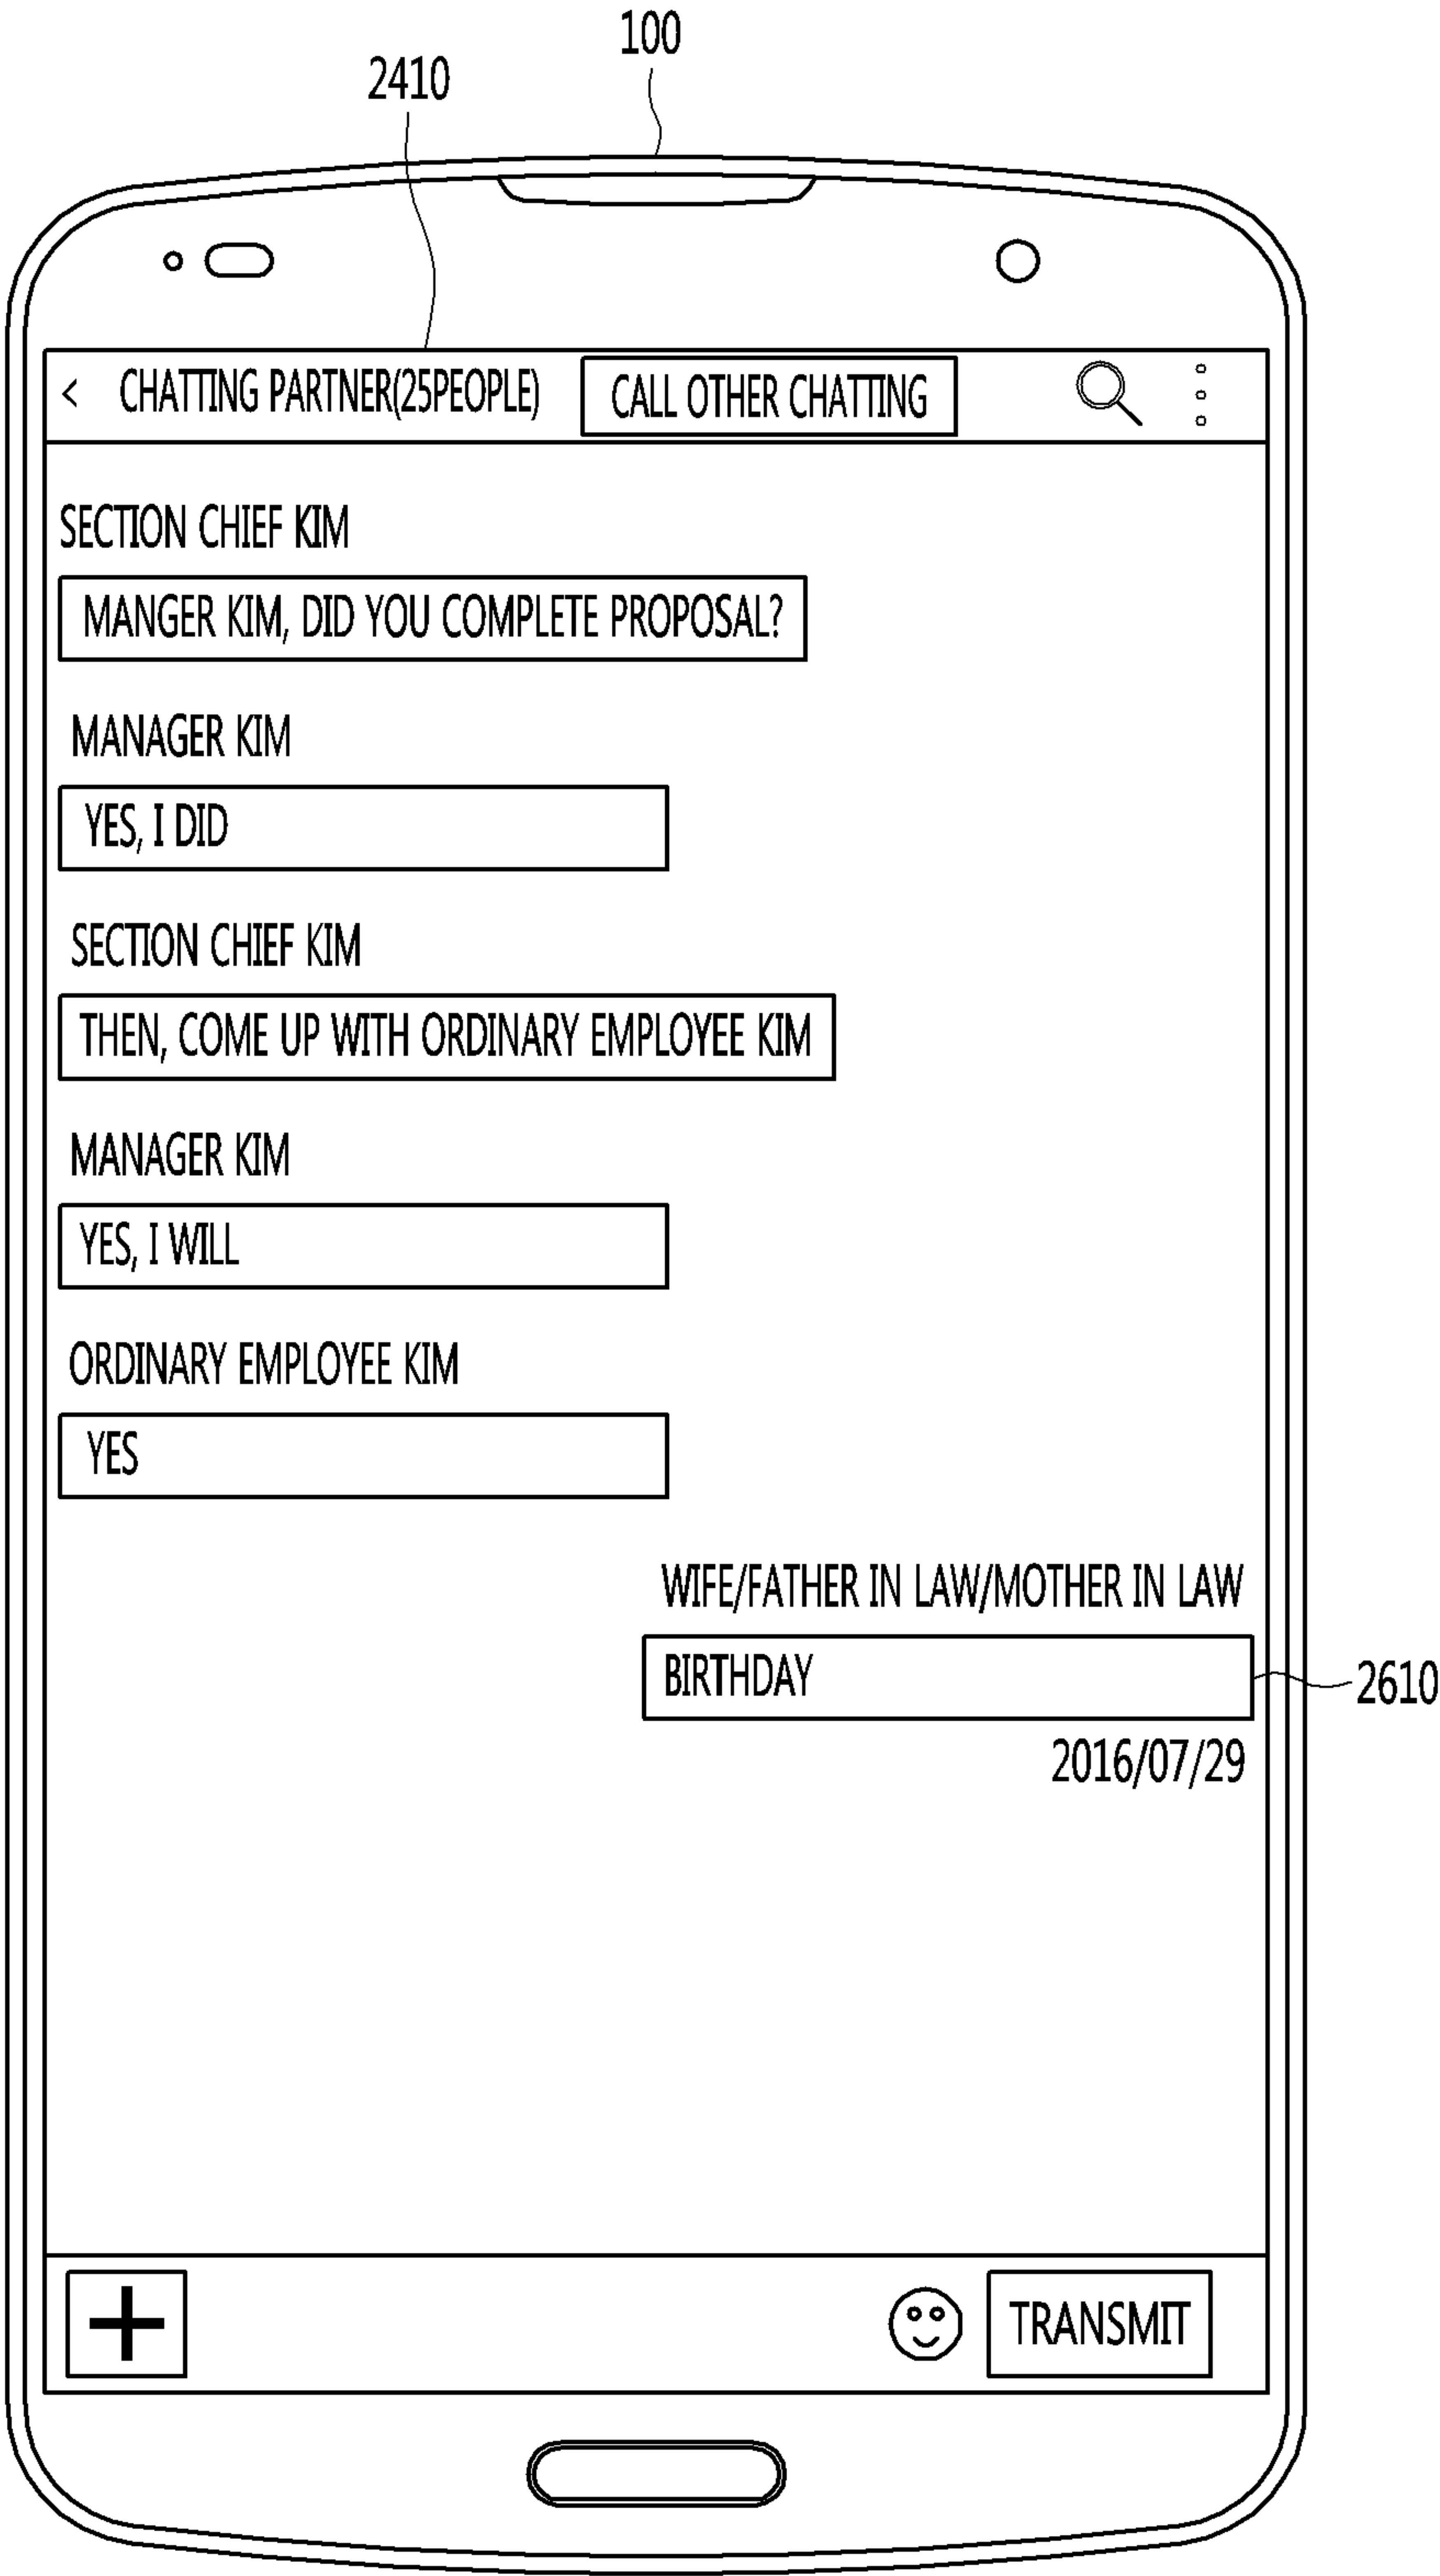 100
2410
< CHATTING PARTNER(25PEOPLE) CALL OTHER CHATTING
SECTION CHIEF KIM
MANGER KIM, DID YOU COMPLETE PROPOSAL?
MANAGER KIM
YES, I DID
SECTION CHIEF KIM
THEN, COME UP WITH ORDINARY EMPLOYEE KIM
MANAGER KIM
YES, I WILL
ORDINARY EMPLOYEE KIM
YES
WIFE/FATHER IN LAW/MOTHER IN LAW
BIRTHDAY
2610
2016/07/29
TRANSMIT